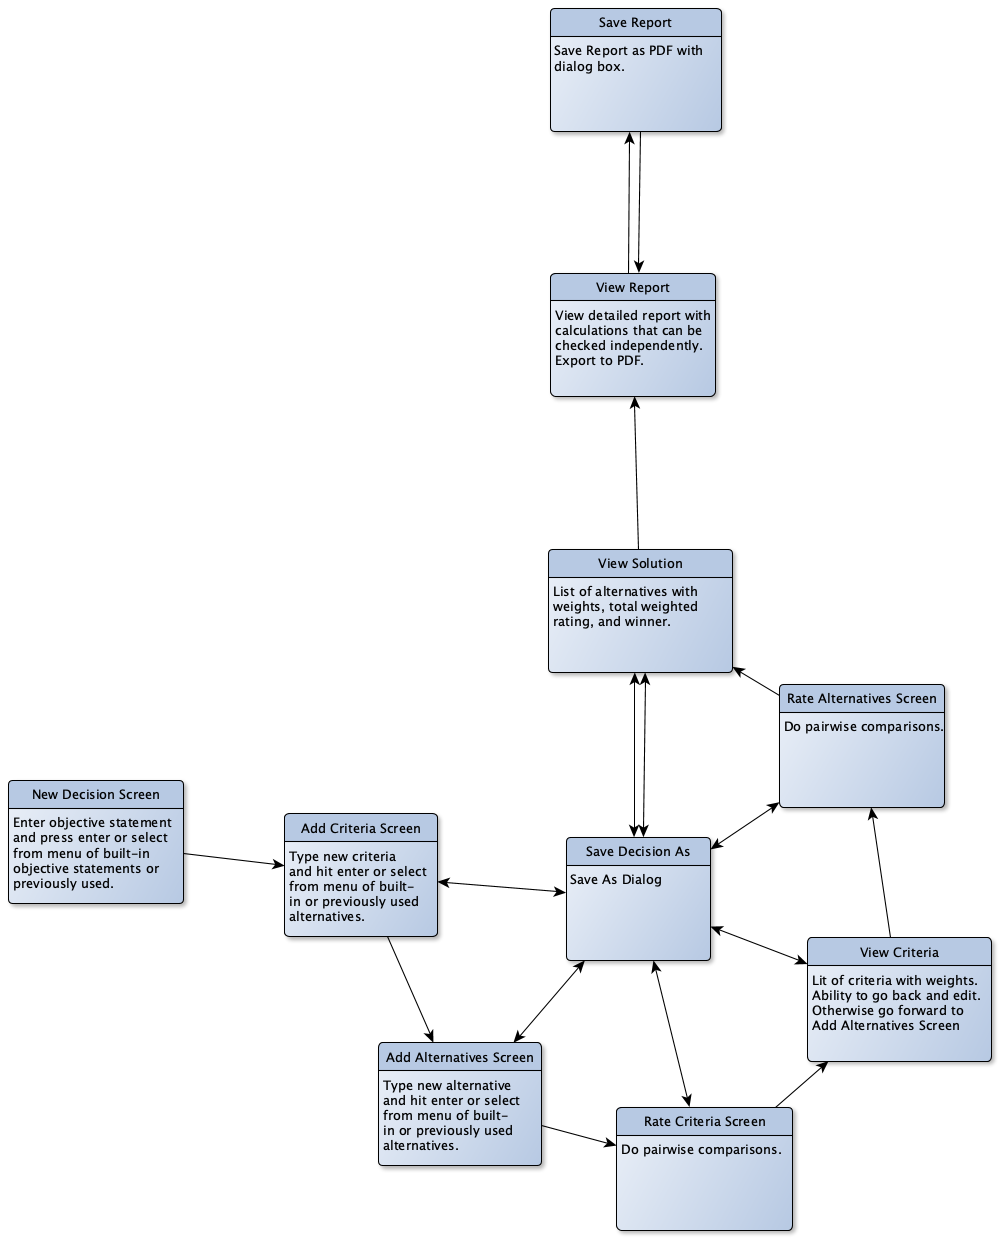 Save Report
Save Report as PDF with
dialog box.
View Report
View detailed report with
calculations that can be
checked independently.
Export to PDF.
View Solution
List of alternatives with
weights, total weighted
rating, and winner.
Rate Alternatives Screen
Do pairwise comparisons.
New Decision Screen
Enter objective statement
and press enter or select
from menu of built-in
objective statements or
previously used.
Add Criteria Screen
Type new criteria
and hit enter or select
from menu of built-
in or previously used
alternatives.
Save Decision As
Save As Dialog
View Criteria
Lit of criteria with weights.
Ability to go back and edit.
Otherwise go forward to
Add Alternatives Screen
Add Alternatives Screen
Type new alternative
and hit enter or select
from menu of built-
in or previously used
alternatives.
Rate Criteria Screen
Do pairwise comparisons.